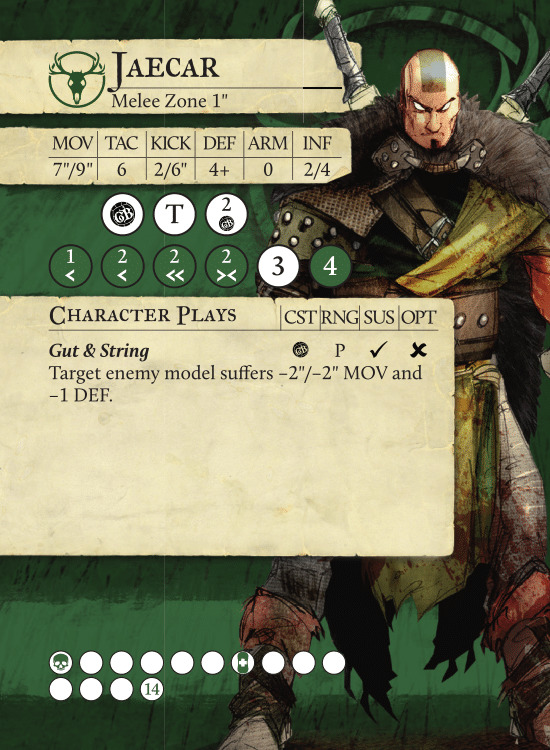 JAECAR
Melee Zone 1"
MOV TAC KICK DEF ARM INF
7"/9" 6 2/6" 4+ 0 2/4
GB T 2 GB
1 2 2 2 3 4
< < << ><
CHARACTER PLAYS CST RNG SUS OPT
Gut & String GB P ✓ ✘
Target enemy model suffers –2"/–2" MOV and
–1 DEF.
14